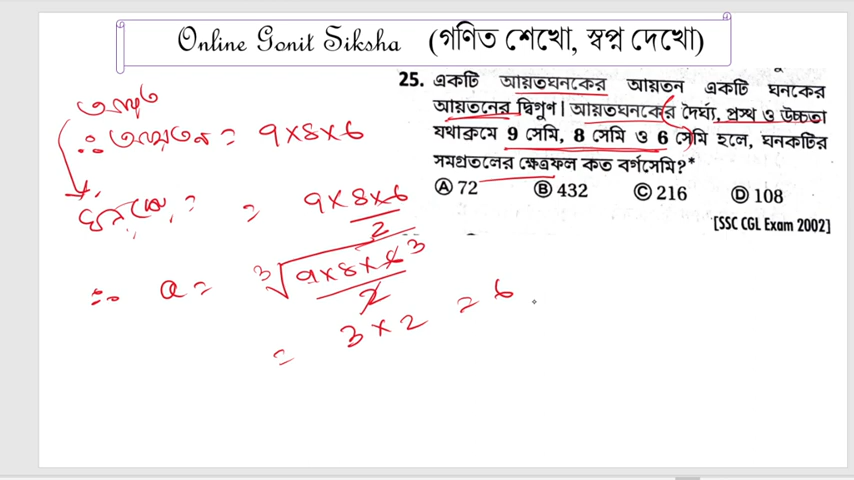 Online Gonit Siksha (গণিত শেখো, স্বপ্ন দেখো)
25. একটি আয়তঘনকের আয়তন একটি ঘনকের
আয়তনের দ্বিগুণ। আয়তঘনকের দৈর্ঘ্য, প্রস্থ ও উচ্চতা
যথাক্রমে 9 সেমি, 8 সেমি ও 6 সেমি হলে, ঘনকটির
সমগ্রতলের ক্ষেত্রফল কত বর্গসেমি?*
Ⓐ 72 Ⓑ 432 Ⓒ 216 Ⓓ 108
[SSC CGL Exam 2002]
∴ আয়তন = 9×8×6
= 9×8×6/2
∴ a = ∛9×8×6 3/2
= 3×2 = 6